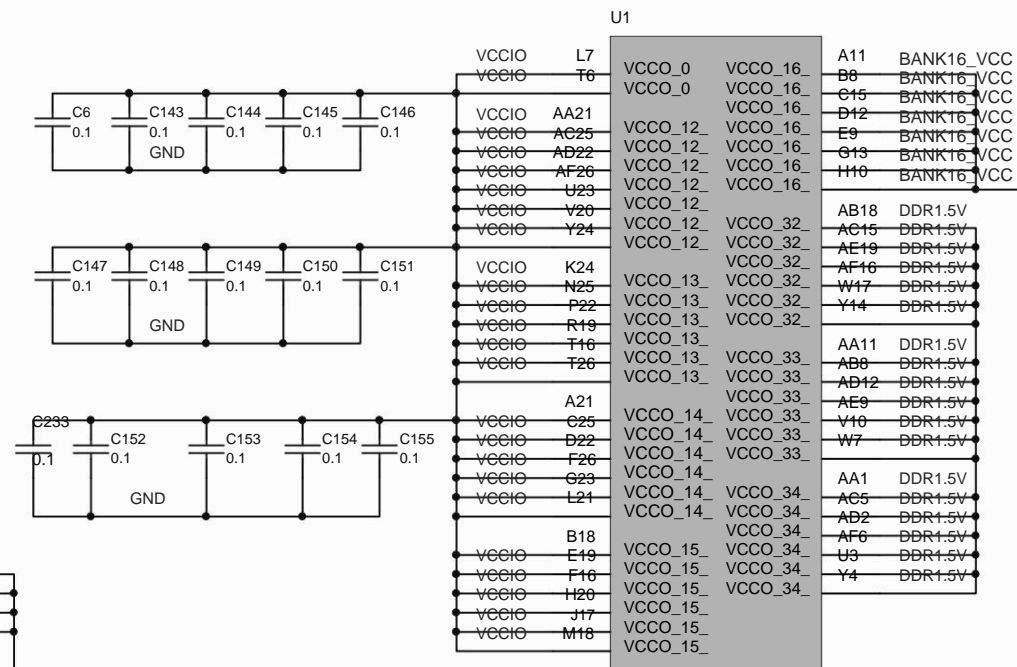 U1
VCCIO L7
VCCIO T6
VCCIO AA21
VCCIO AC25
VCCIO AD22
VCCIO AF26
VCCIO U23
VCCIO V20
VCCIO Y24
VCCIO K24
VCCIO N25
VCCIO P22
VCCIO R19
VCCIO T16
VCCIO T26
A21
VCCIO C25
VCCIO D22
VCCIO F26
VCCIO G23
VCCIO L21
B18
VCCIO E19
VCCIO F16
VCCIO H20
VCCIO J17
VCCIO M18
C6 C143 C144 C145 C146
0.1 0.1 0.1 0.1 0.1
GND
C147 C148 C149 C150 C151
0.1 0.1 0.1 0.1 0.1
GND
C233 C152 C153 C154 C155
0.1 0.1 0.1 0.1 0.1
GND
VCCO_0
VCCO_0
VCCO_12_
VCCO_12_
VCCO_12_
VCCO_12_
VCCO_12_
VCCO_12_
VCCO_12_
VCCO_13_
VCCO_13_
VCCO_13_
VCCO_13_
VCCO_13_
VCCO_13_
VCCO_14_
VCCO_14_
VCCO_14_
VCCO_14_
VCCO_14_
VCCO_14_
VCCO_15_
VCCO_15_
VCCO_15_
VCCO_15_
VCCO_15_
VCCO_15_
VCCO_16_
VCCO_16_
VCCO_16_
VCCO_16_
VCCO_16_
VCCO_16_
VCCO_16_
VCCO_32_
VCCO_32_
VCCO_32_
VCCO_32_
VCCO_32_
VCCO_32_
VCCO_33_
VCCO_33_
VCCO_33_
VCCO_33_
VCCO_33_
VCCO_33_
VCCO_34_
VCCO_34_
VCCO_34_
VCCO_34_
VCCO_34_
VCCO_34_
A11 BANK16_VCC
B8 BANK16_VCC
C15 BANK16_VCC
D12 BANK16_VCC
E9 BANK16_VCC
G13 BANK16_VCC
H10 BANK16_VCC
AB18 DDR1.5V
AC15 DDR1.5V
AE19 DDR1.5V
AF16 DDR1.5V
W17 DDR1.5V
Y14 DDR1.5V
AA11 DDR1.5V
AB8 DDR1.5V
AD12 DDR1.5V
AE9 DDR1.5V
V10 DDR1.5V
W7 DDR1.5V
AA1 DDR1.5V
AC5 DDR1.5V
AD2 DDR1.5V
AF6 DDR1.5V
U3 DDR1.5V
Y4 DDR1.5V